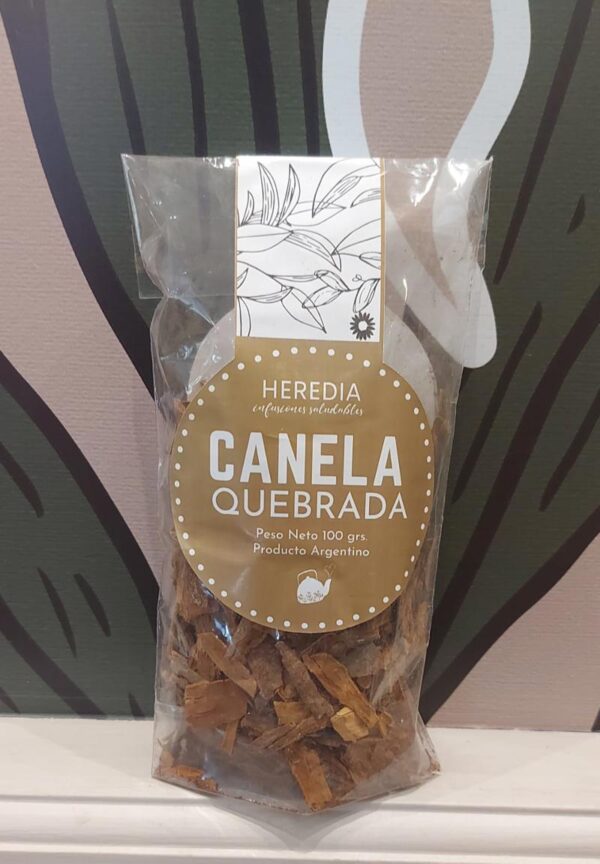 HEREDIA
infusiones saludables
CANELA
QUEBRADA
Peso Neto 100 grs.
Producto Argentino